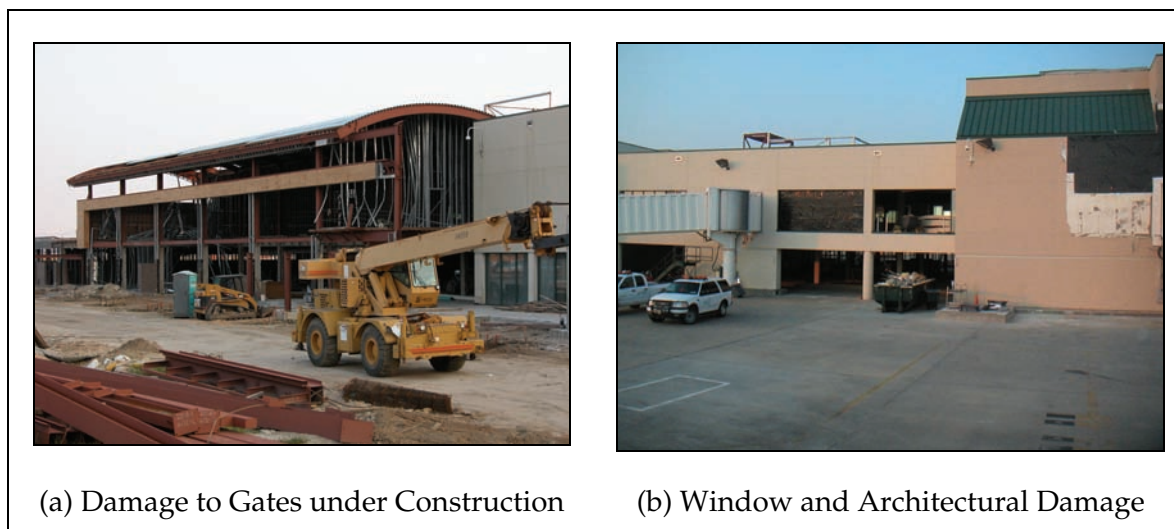 (a) Damage to Gates under Construction
(b) Window and Architectural Damage